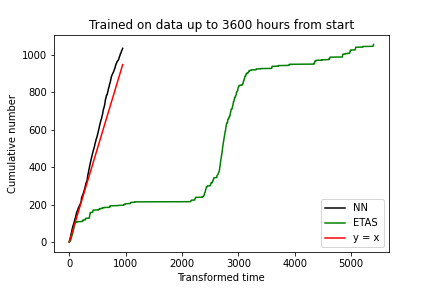 Trained on data up to 3600 hours from start
Cumulative number
1000
800
600
400
200
0
0
1000
2000
3000
4000
5000
Transformed time
NN
ETAS
y = x